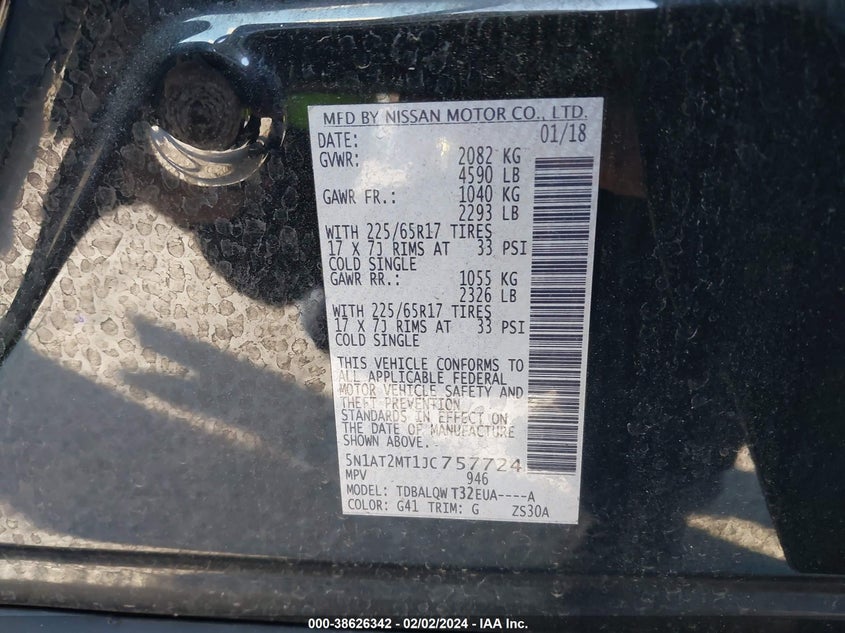 MFD BY NISSAN MOTOR CO., LTD.
DATE: 01/18
GVWR: 2082 KG
4590 LB
GAWR FR.: 1040 KG
2293 LB
WITH 225/65R17 TIRES
17 X 7J RIMS AT 33 PSI
COLD SINGLE
GAWR RR.: 1055 KG
2326 LB
WITH 225/65R17 TIRES
17 X 7J RIMS AT 33 PSI
COLD SINGLE
THIS VEHICLE CONFORMS TO
ALL APPLICABLE FEDERAL
MOTOR VEHICLE SAFETY AND
THEFT PREVENTION
STANDARDS IN EFFECT ON
THE DATE OF MANUFACTURE
SHOWN ABOVE.
5N1AT2MT1JC757724
MPV 946
MODEL: TDBALQW T32EUA----A
COLOR: G41 TRIM: G ZS30A
000-38626342 - 02/02/2024 - IAA Inc.